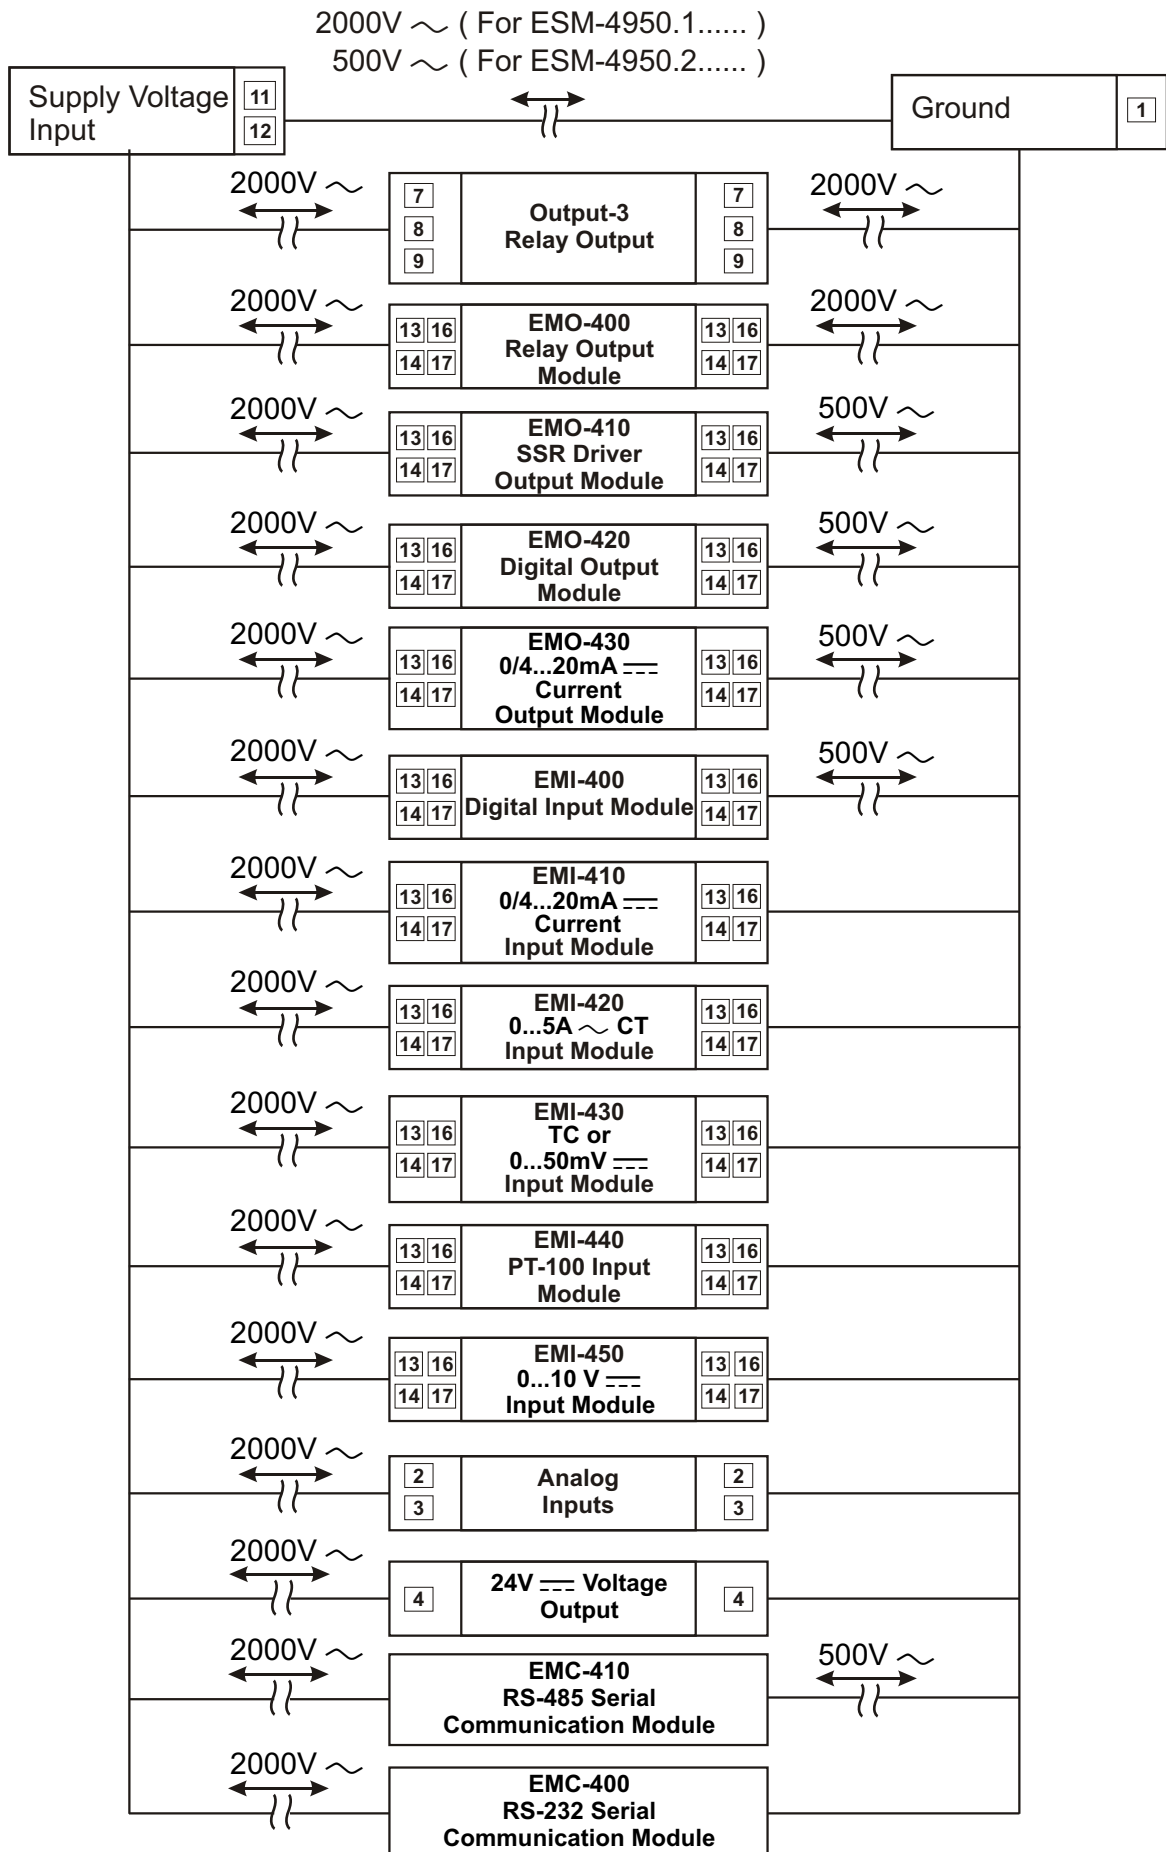 2000V ~ ( For ESM-4950.1...... )
500V ~ ( For ESM-4950.2...... )
Supply Voltage 11
Input 12
Ground 1
2000V ~ 2000V ~
7 7
Output-3
8 8
Relay Output
9 9
2000V ~ 2000V ~
EMO-400
13 16 13 16
Relay Output
14 17 14 17
Module
2000V ~ 500V ~
EMO-410
13 16 13 16
SSR Driver
14 17 14 17
Output Module
2000V ~ 500V ~
EMO-420
13 16 13 16
Digital Output
14 17 14 17
Module
2000V ~ 500V ~
EMO-430
13 16 0/4...20mA ⎓ 13 16
Current
14 17 14 17
Output Module
2000V ~ 500V ~
13 16 13 16
EMI-400
Digital Input Module
14 17 14 17
2000V ~
EMI-410
13 16 0/4...20mA ⎓ 13 16
Current
14 17 14 17
Input Module
2000V ~
EMI-420
13 16 13 16
0...5A ~ CT
14 17 14 17
Input Module
2000V ~
EMI-430
13 16 TC or 13 16
0...50mV ⎓
14 17 14 17
Input Module
2000V ~
EMI-440
13 16 13 16
PT-100 Input
14 17 14 17
Module
2000V ~
EMI-450
13 16 13 16
0...10 V ⎓
14 17 14 17
Input Module
2000V ~
2 Analog 2
3 Inputs 3
2000V ~
24V ⎓ Voltage
4 4
Output
2000V ~ 500V ~
EMC-410
RS-485 Serial
Communication Module
2000V ~
EMC-400
RS-232 Serial
Communication Module